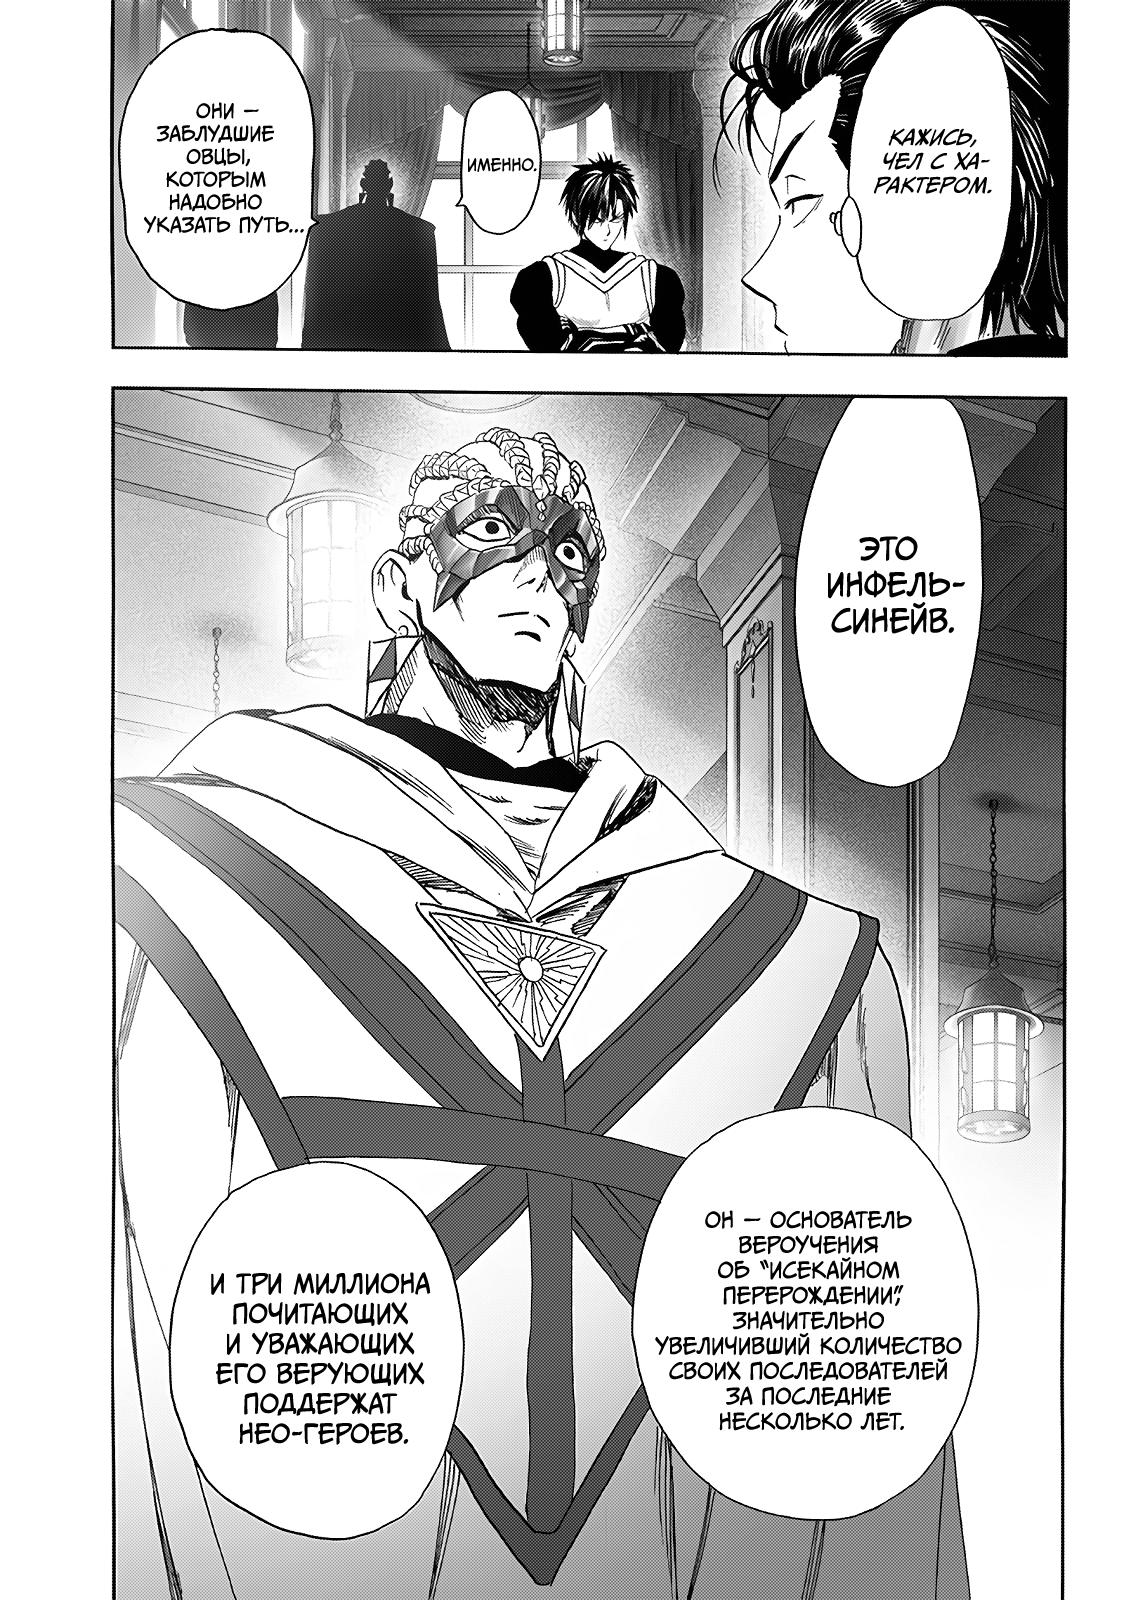 КАЖИСЬ,
ЧЕЛ С ХА-
РАКТЕРОМ.
ИМЕННО.
ОНИ —
ЗАБЛУДШИЕ
ОВЦЫ,
КОТОРЫМ
НАДОБНО
УКАЗАТЬ ПУТЬ...
ЭТО
ИНФЕЛЬ-
СИНЕЙВ.
ОН — ОСНОВАТЕЛЬ
ВЕРОУЧЕНИЯ
ОБ “ИСЕКАЙНОМ
ПЕРЕРОЖДЕНИИ”,
ЗНАЧИТЕЛЬНО
УВЕЛИЧИВШИЙ КОЛИЧЕСТВО
СВОИХ ПОСЛЕДОВАТЕЛЕЙ
ЗА ПОСЛЕДНИЕ
НЕСКОЛЬКО ЛЕТ.
И ТРИ МИЛЛИОНА
ПОЧИТАЮЩИХ
И УВАЖАЮЩИХ
ЕГО ВЕРУЮЩИХ
ПОДДЕРЖАТ
НЕО-ГЕРОЕВ.